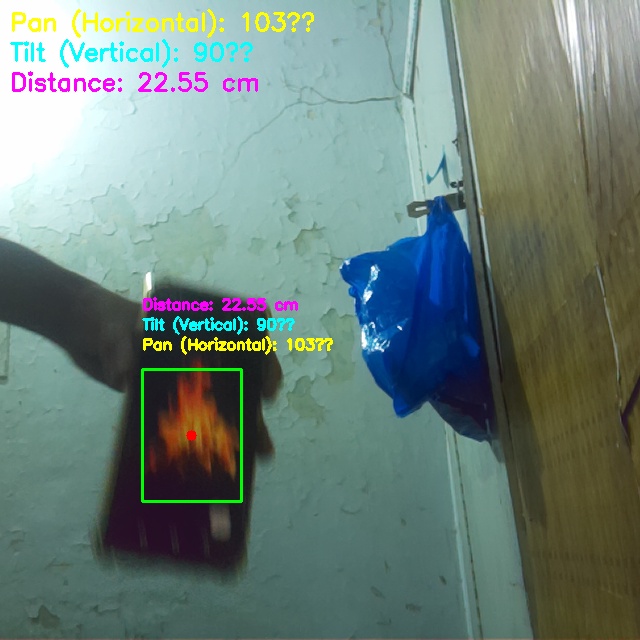 Pan (Horizontal): 103??
Tilt (Vertical): 90??
Distance: 22.55 cm
Distance: 22.55 cm
Tilt (Vertical): 90??
Pan (Horizontal): 103??